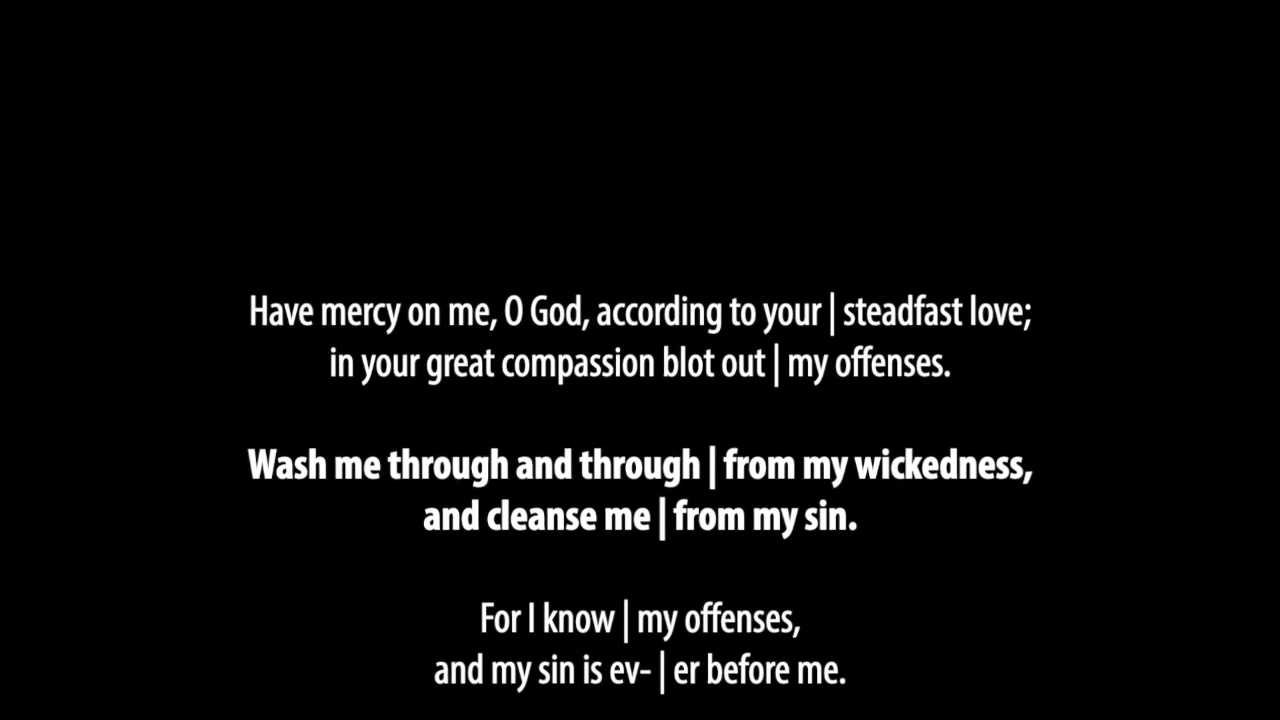 Have mercy on me, O God, according to your | steadfast love;
in your great compassion blot out | my offenses.
Wash me through and through | from my wickedness,
and cleanse me | from my sin.
For I know | my offenses,
and my sin is ev- | er before me.